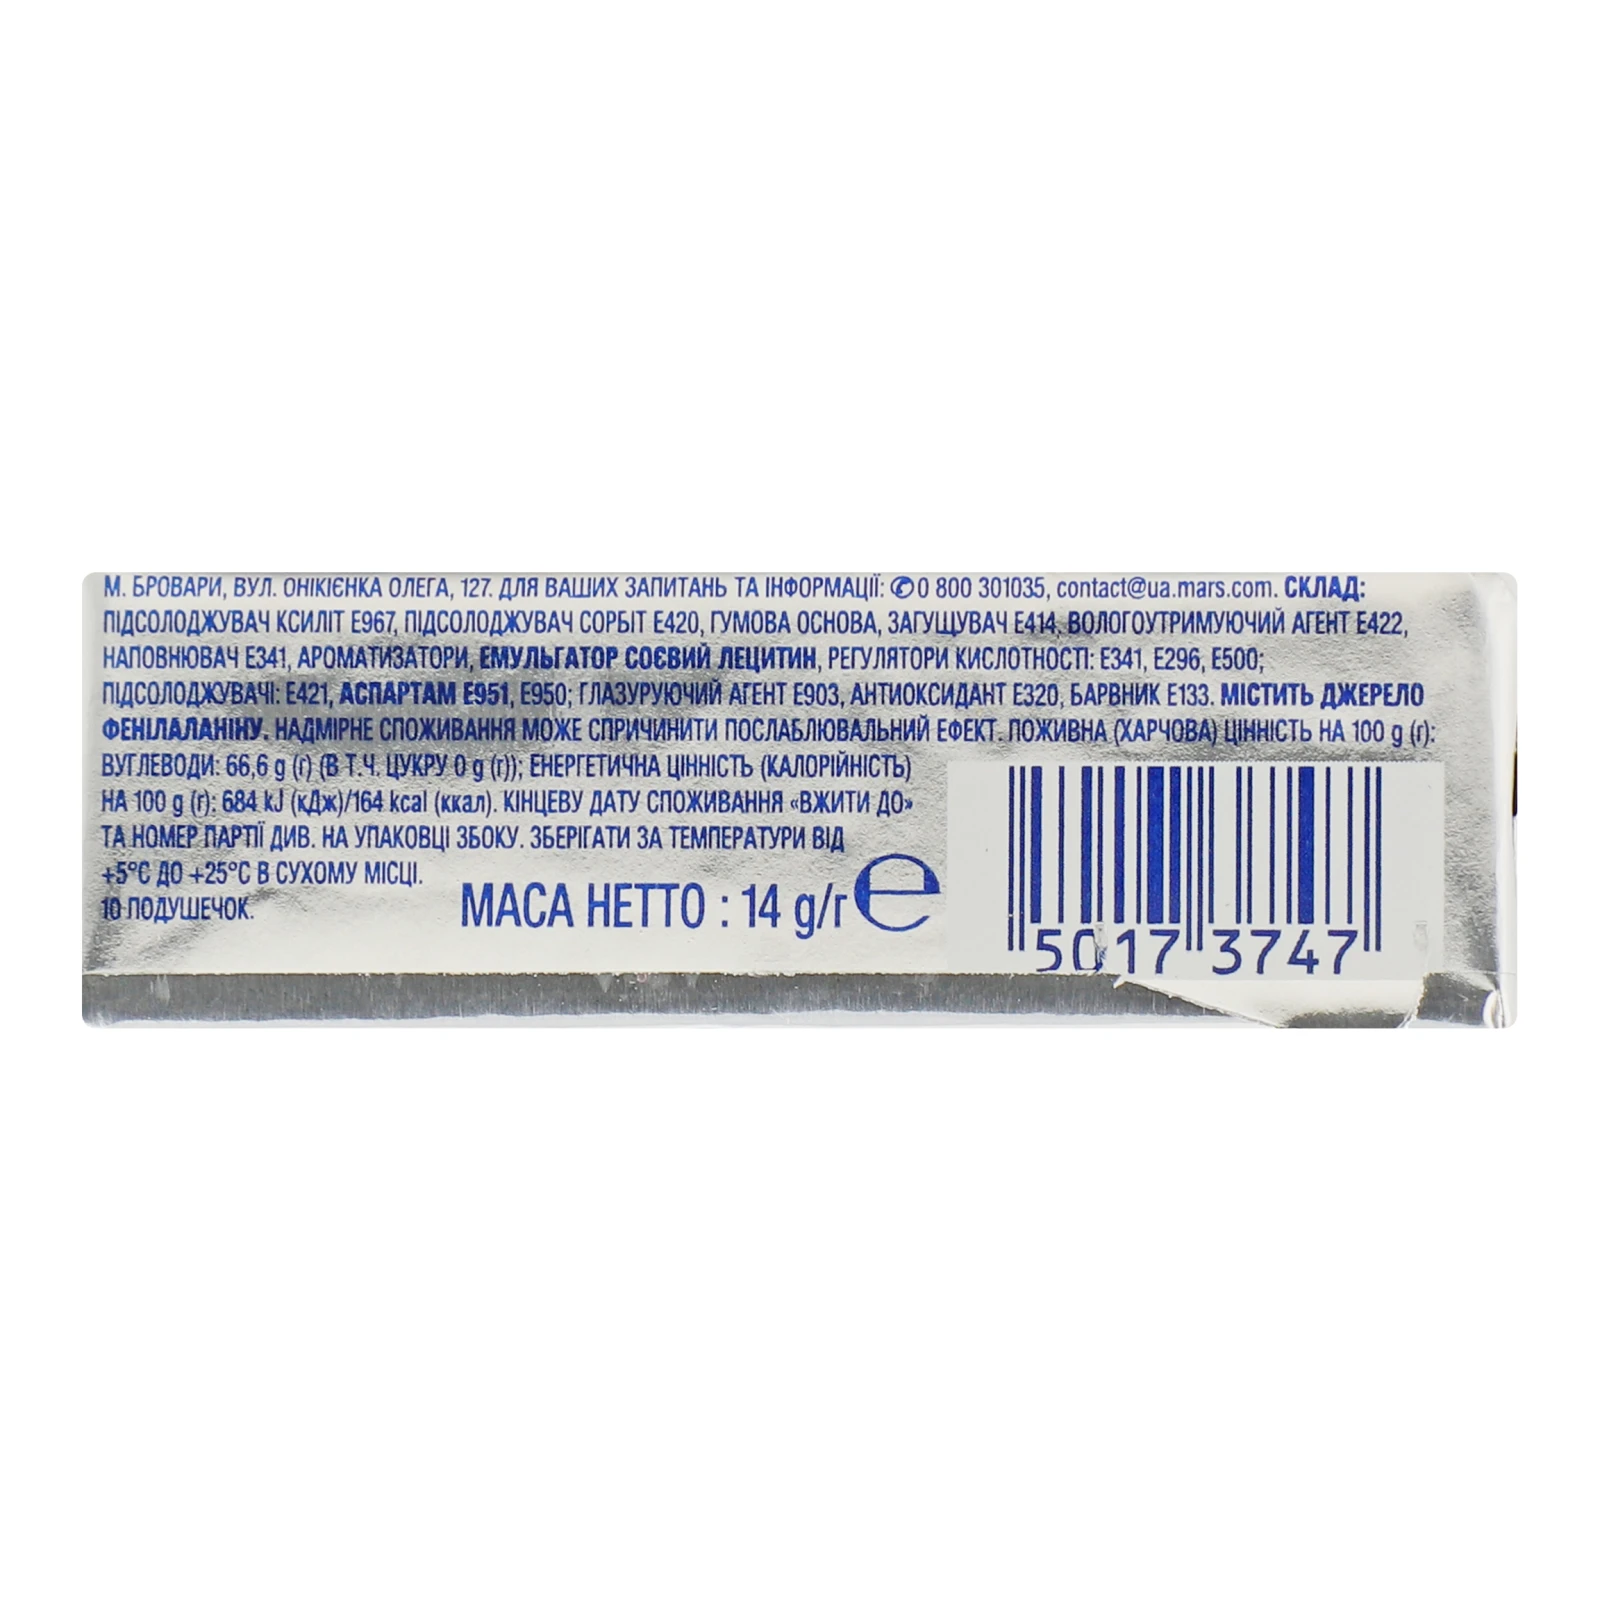 М. БРОВАРИ, ВУЛ. ОНІКІЄНКА ОЛЕГА, 127. ДЛЯ ВАШИХ ЗАПИТАНЬ ТА ІНФОРМАЦІЇ: ✆0 800 301035, contact@ua.mars.com. СКЛАД:
ПІДСОЛОДЖУВАЧ КСИЛІТ Е967, ПІДСОЛОДЖУВАЧ СОРБІТ Е420, ГУМОВА ОСНОВА, ЗАГУЩУВАЧ Е414, ВОЛОГОУТРИМУЮЧИЙ АГЕНТ Е422,
НАПОВНЮВАЧ Е341, АРОМАТИЗАТОРИ, ЕМУЛЬГАТОР СОЄВИЙ ЛЕЦИТИН, РЕГУЛЯТОРИ КИСЛОТНОСТІ: Е341, Е296, Е500;
ПІДСОЛОДЖУВАЧІ: Е421, АСПАРТАМ Е951, Е950; ГЛАЗУРУЮЧИЙ АГЕНТ Е903, АНТИОКСИДАНТ Е320, БАРВНИК Е133. МІСТИТЬ ДЖЕРЕЛО
ФЕНІЛАЛАНІНУ. НАДМІРНЕ СПОЖИВАННЯ МОЖЕ СПРИЧИНИТИ ПОСЛАБЛЮВАЛЬНИЙ ЕФЕКТ. ПОЖИВНА (ХАРЧОВА) ЦІННІСТЬ НА 100 g (г):
ВУГЛЕВОДИ: 66,6 g (г) (В Т.Ч. ЦУКРУ 0 g (г)); ЕНЕРГЕТИЧНА ЦІННІСТЬ (КАЛОРІЙНІСТЬ)
НА 100 g (г): 684 kJ (кДж)/164 kcal (ккал). КІНЦЕВУ ДАТУ СПОЖИВАННЯ «ВЖИТИ ДО»
ТА НОМЕР ПАРТІЇ ДИВ. НА УПАКОВЦІ ЗБОКУ. ЗБЕРІГАТИ ЗА ТЕМПЕРАТУРИ ВІД
+5°С ДО +25°С В СУХОМУ МІСЦІ.
10 ПОДУШЕЧОК.
МАСА НЕТТО : 14 g/г ℮
5017 3747